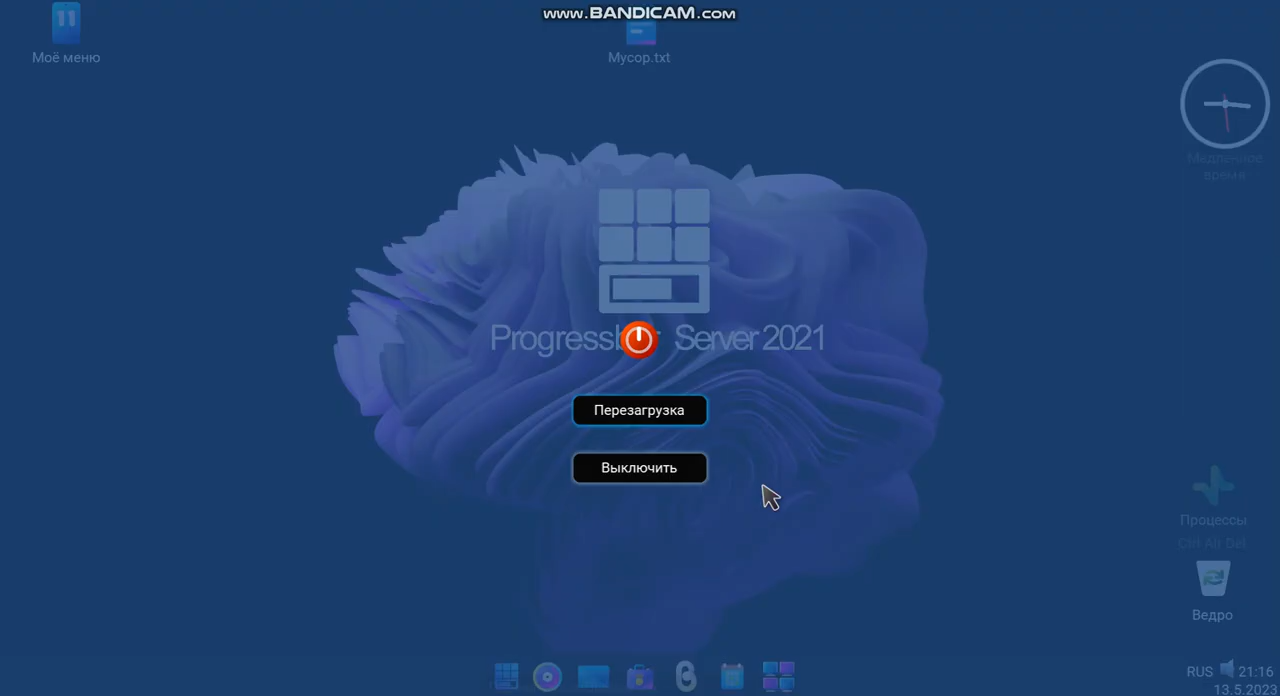 www.BANDICAM.com
Моё меню
Мусор.txt
Медленное
время
Progressbar Server 2021
Перезагрузка
Выключить
Процессы
Ctrl Alt Del
Ведро
RUS 21:16
13.5.2023